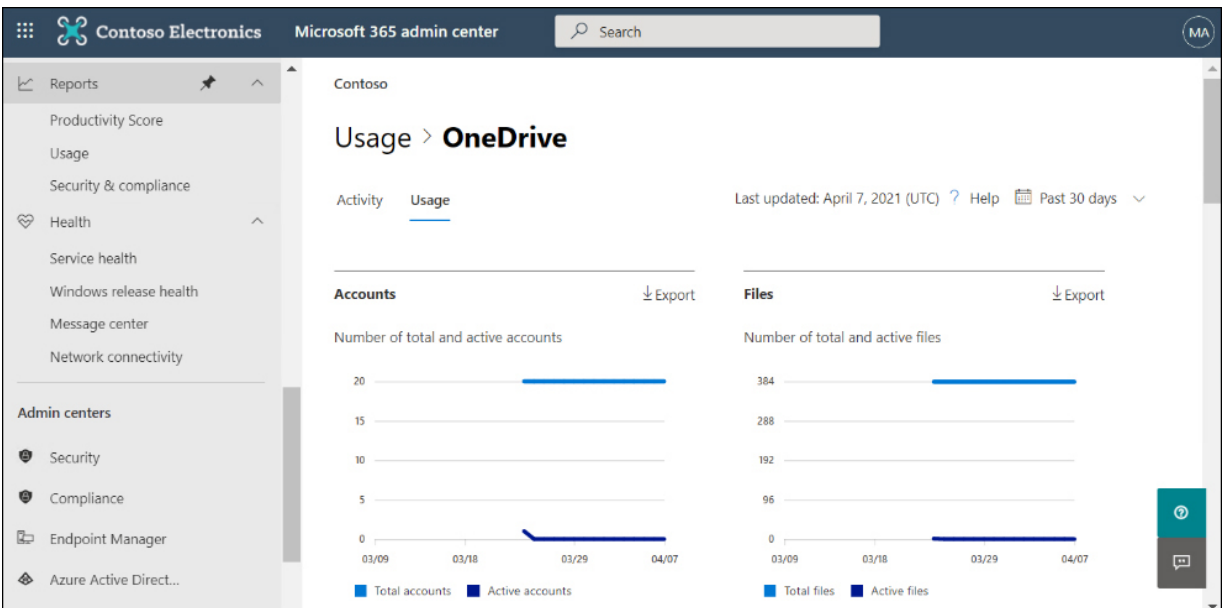 Contoso Electronics
Microsoft 365 admin center
Search
MA
Reports
Productivity Score
Usage
Security & compliance
Health
Service health
Windows release health
Message center
Network connectivity
Admin centers
Security
Compliance
Endpoint Manager
Azure Active Direct...
Contoso
Usage > OneDrive
Activity Usage
Last updated: April 7, 2021 (UTC) ? Help Past 30 days
Accounts Export
Number of total and active accounts
20
15
10
5
0
03/09 03/18 03/29 04/07
Total accounts Active accounts
Files Export
Number of total and active files
384
288
192
96
0
03/09 03/18 03/29 04/07
Total files Active files